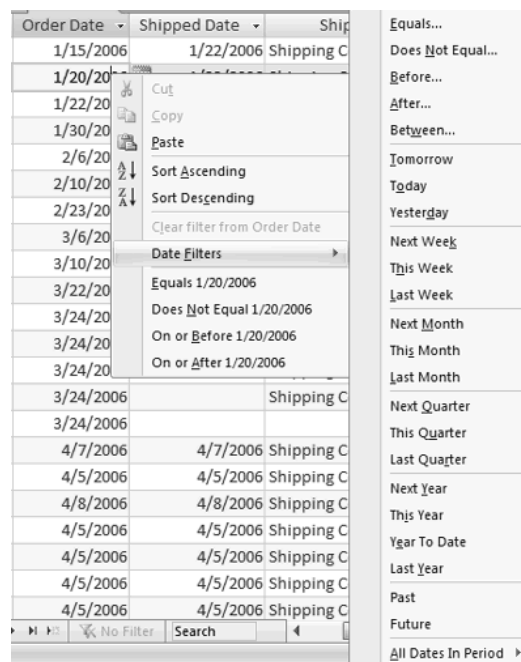 Order Date Shipped Date Ship
1/15/2006 1/22/2006 Shipping C
1/20/20
1/22/20
1/30/20
2/6/20
2/10/20
2/23/20
3/6/20
3/10/20
3/22/20
3/24/20
3/24/20
3/24/20
3/24/2006 Shipping C
3/24/2006
4/7/2006 4/7/2006 Shipping C
4/5/2006 4/5/2006 Shipping C
4/8/2006 4/8/2006 Shipping C
4/5/2006 4/5/2006 Shipping C
4/5/2006 4/5/2006 Shipping C
4/5/2006 4/5/2006 Shipping C
4/5/2006 4/5/2006 Shipping C
No Filter Search
Cut
Copy
Paste
Sort Ascending
Sort Descending
Clear filter from Order Date
Date Filters
Equals 1/20/2006
Does Not Equal 1/20/2006
On or Before 1/20/2006
On or After 1/20/2006
Equals...
Does Not Equal...
Before...
After...
Between...
Tomorrow
Today
Yesterday
Next Week
This Week
Last Week
Next Month
This Month
Last Month
Next Quarter
This Quarter
Last Quarter
Next Year
This Year
Year To Date
Last Year
Past
Future
All Dates In Period